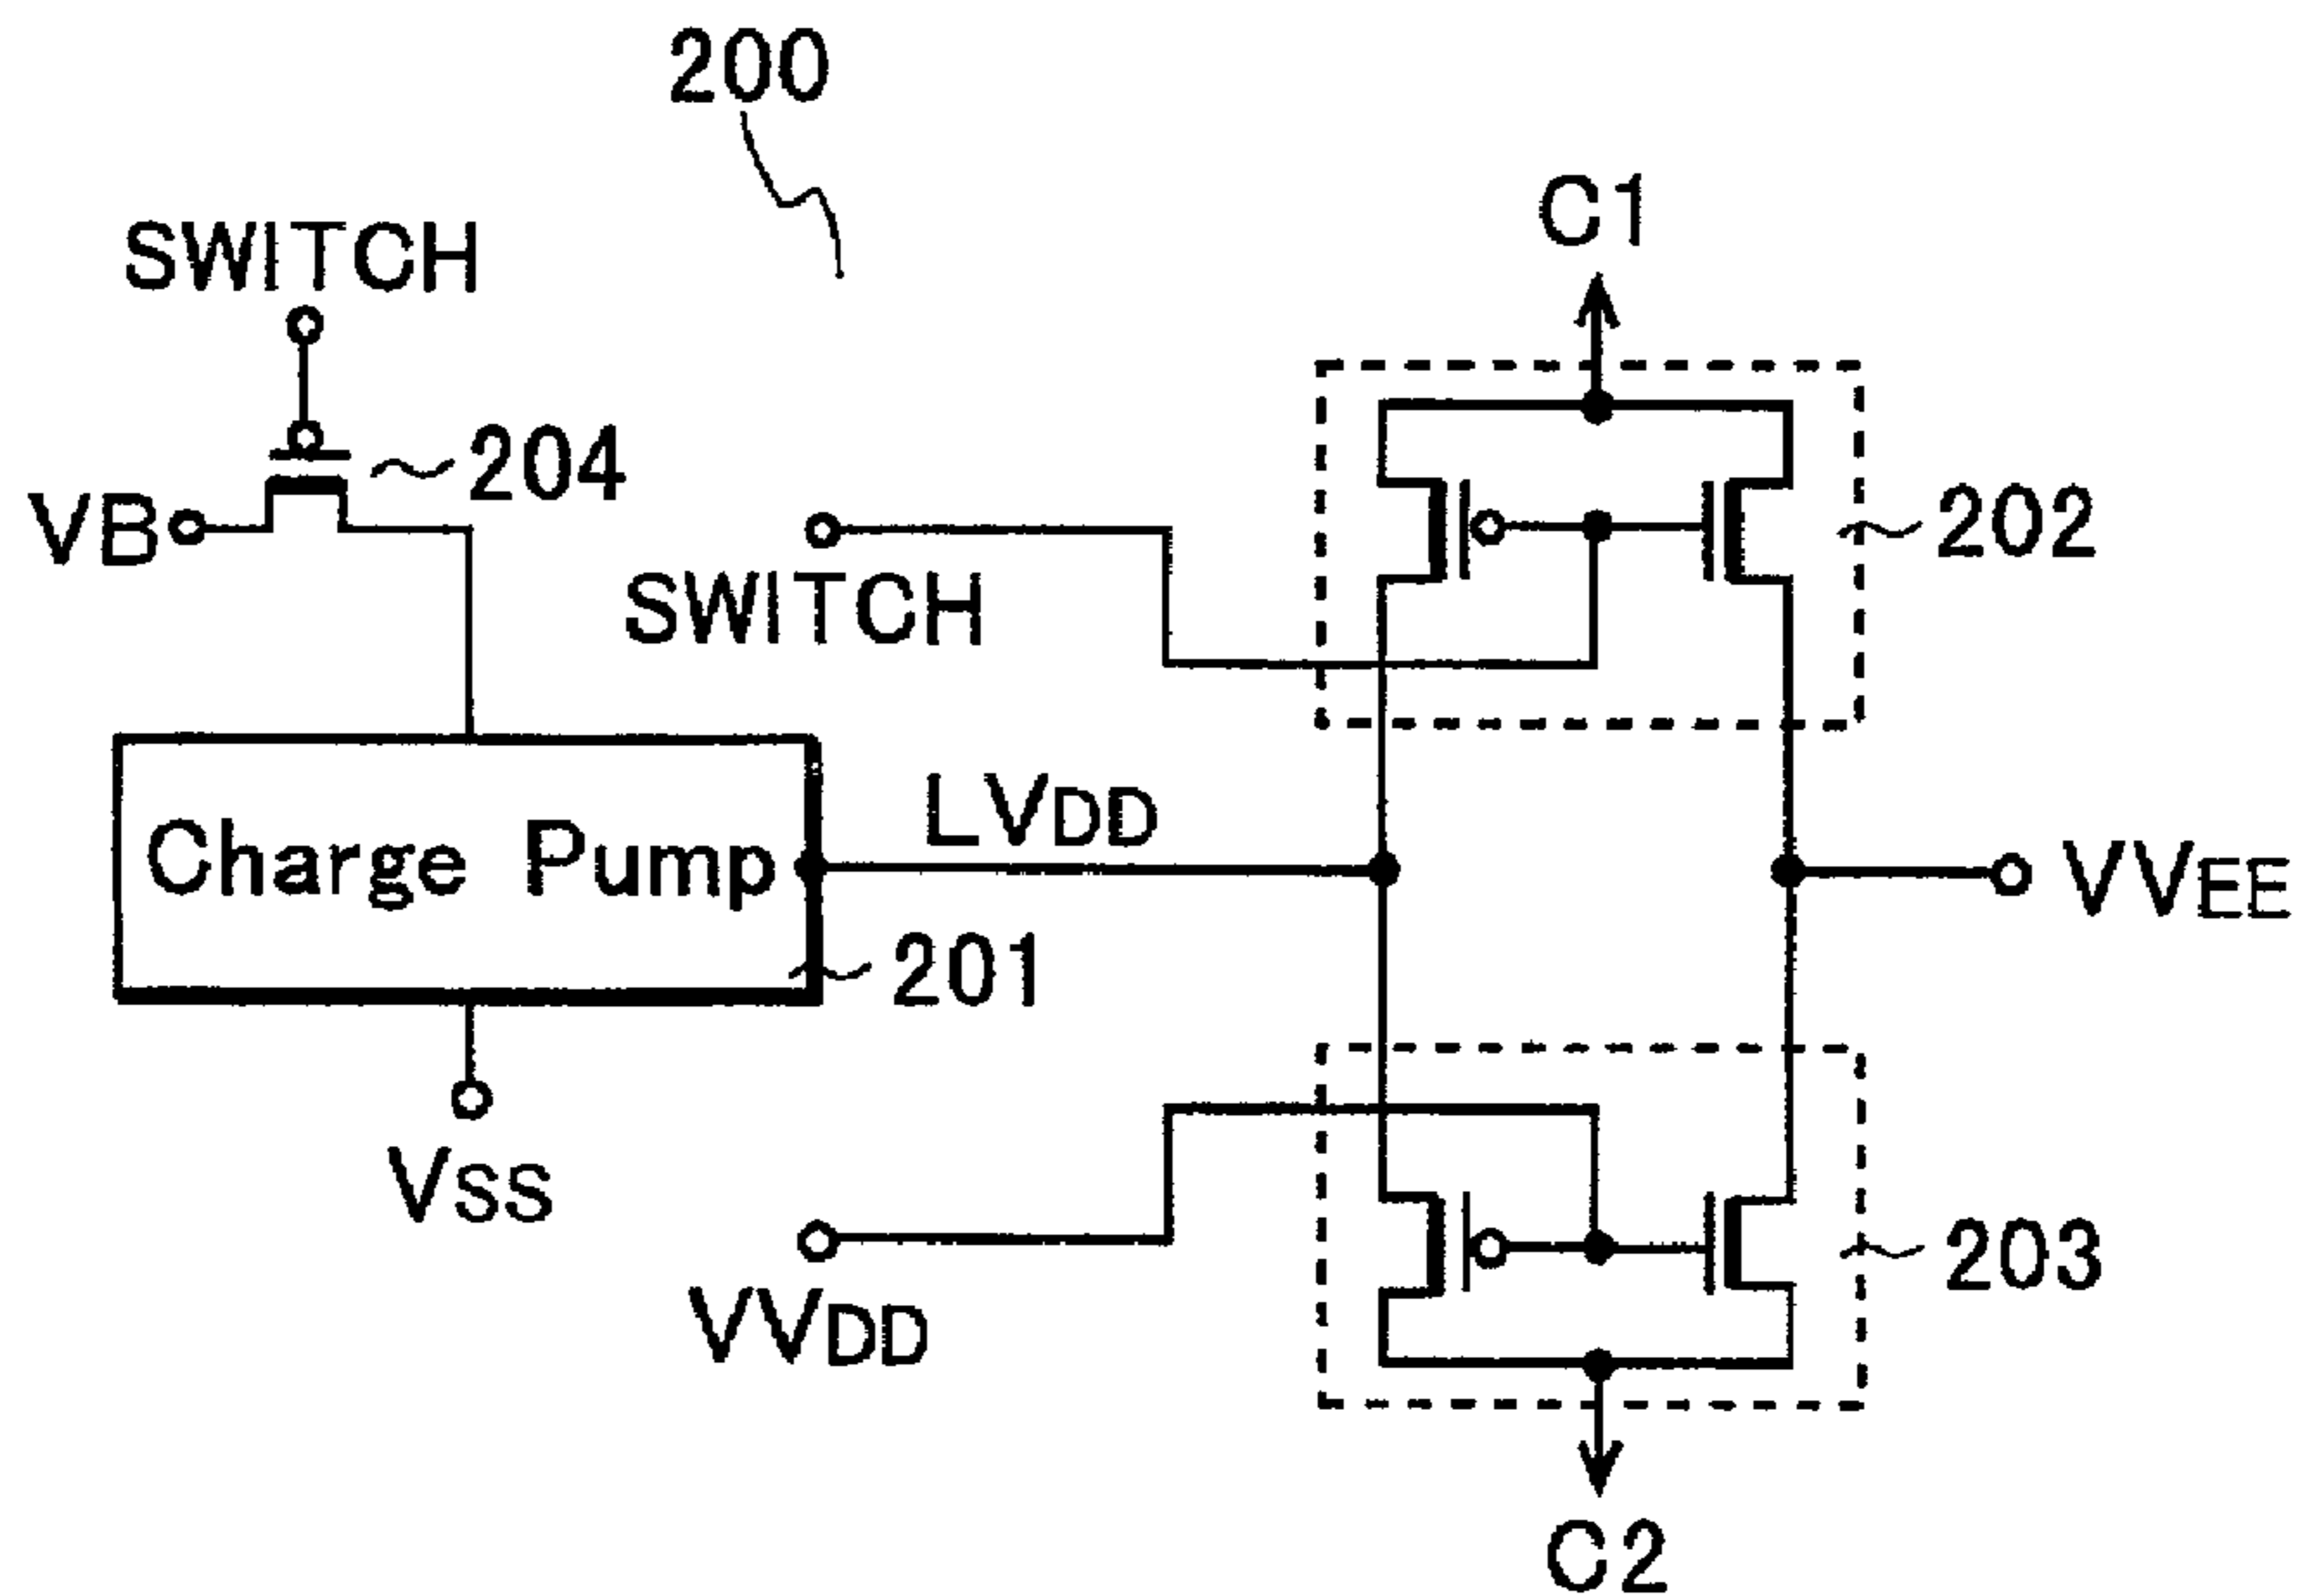 200
C1
SWITCH
204
VB
202
SWITCH
LVDD
Charge Pump
VVEE
201
VSS
203
VVDD
C2